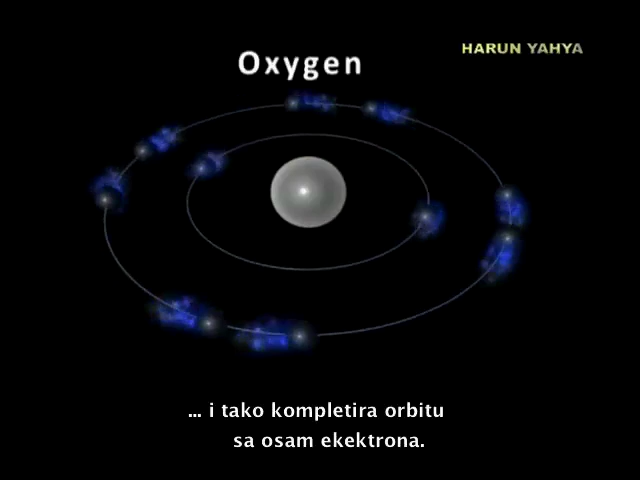 HARUN YAHYA
Oxygen
... i tako kompletira orbitu
sa osam ekektrona.